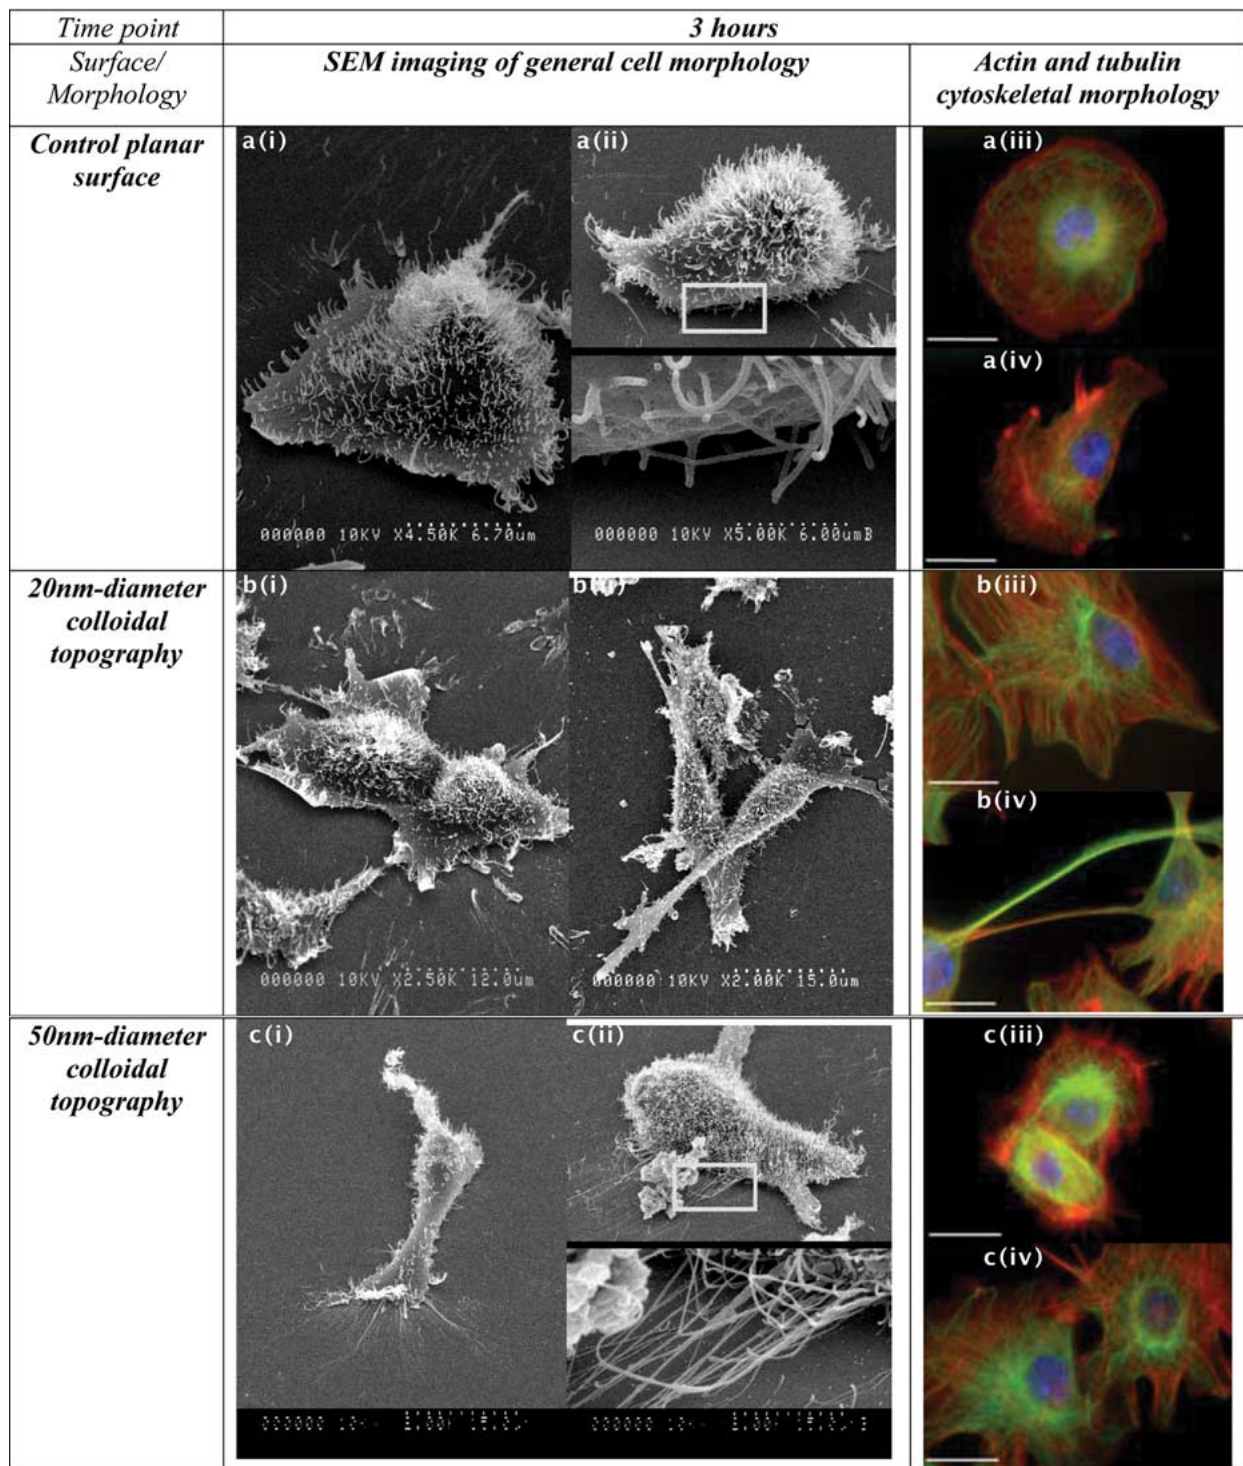 Time point
3 hours
Surface/
Morphology
SEM imaging of general cell morphology
Actin and tubulin
cytoskeletal morphology
Control planar
surface
a(i)
a(ii)
a(iii)
a(iv)
000000 10KV X4.50K 6.70um
000000 10KV X5.00K 6.00umB
20nm-diameter
colloidal
topography
b(i)
b(ii)
b(iii)
b(iv)
000000 10KV X2.50K 12.0um
000000 10KV X2.00K 15.0um
50nm-diameter
colloidal
topography
c(i)
c(ii)
c(iii)
c(iv)